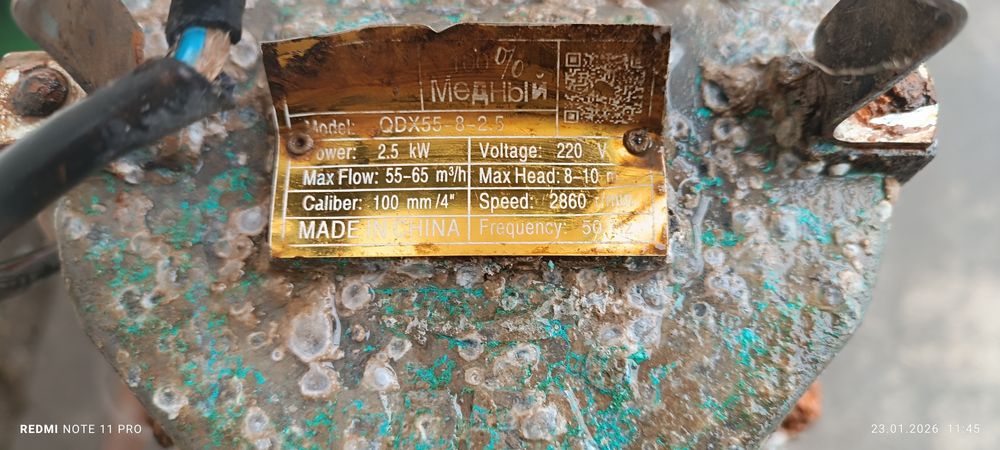 100%
Медный
Model: QDX55-8-2.5
Power: 2.5 kW Voltage: 220 V
Max Flow: 55-65 m³/h Max Head: 8-10 m
Caliber: 100 mm/4" Speed: 2860 r/min
MADE IN CHINA Frequency: 50
REDMI NOTE 11 PRO
23.01.2026 11:45